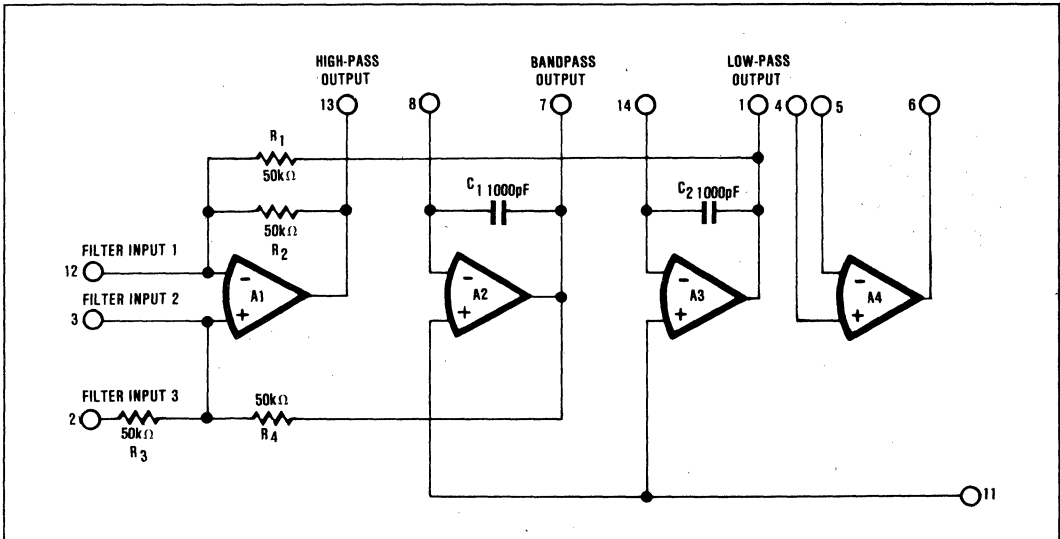 HIGH-PASS
OUTPUT
13
8
BANDPASS
OUTPUT
7
14
LOW-PASS
OUTPUT
1
4
5
6
R1
50kΩ
50kΩ
R2
C1 1000pF
C2 1000pF
FILTER INPUT 1
12
FILTER INPUT 2
3
−
A1
+
−
A2
+
−
A3
+
−
A4
+
FILTER INPUT 3
2
50kΩ
R3
50kΩ
R4
11